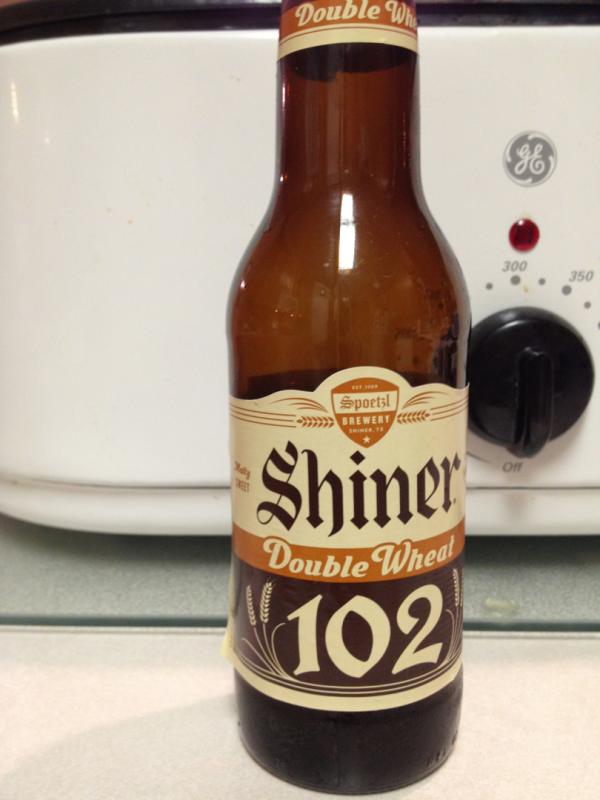 Double Whe
GE
300
350
Off
EST. 1909
Spoetzl
BREWERY
SHINER, TX
Malty
SWEET
Shiner
Double Wheat
102